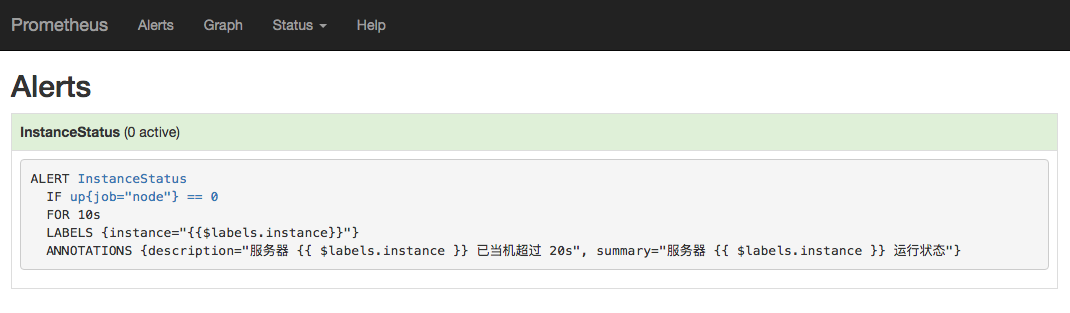 Prometheus Alerts Graph Status Help
Alerts
InstanceStatus (0 active)
ALERT InstanceStatus
IF up{job="node"} == 0
FOR 10s
LABELS {instance="{{$labels.instance}}"}
ANNOTATIONS {description="服务器 {{ $labels.instance }} 已当机超过 20s", summary="服务器 {{ $labels.instance }} 运行状态"}